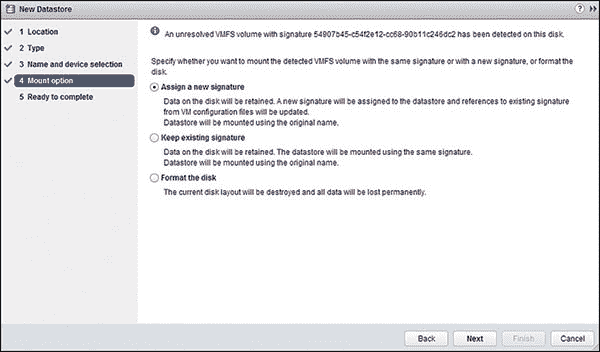 New Datastore
1 Location
2 Type
3 Name and device selection
4 Mount option
5 Ready to complete
An unresolved VMFS volume with signature 54907b45-c54f2e12-cc68-90b11c246dc2 has been detected on this disk.
Specify whether you want to mount the detected VMFS volume with the same signature or with a new signature, or format the
disk.
Assign a new signature
Data on the disk will be retained. A new signature will be assigned to the datastore and references to existing signature
from VM configuration files will be updated.
Datastore will be mounted using the original name.
Keep existing signature
Data on the disk will be retained. The datastore will be mounted using the same signature.
Datastore will be mounted using the original name.
Format the disk
The current disk layout will be destroyed and all data will be lost permanently.
Back
Next
Finish
Cancel